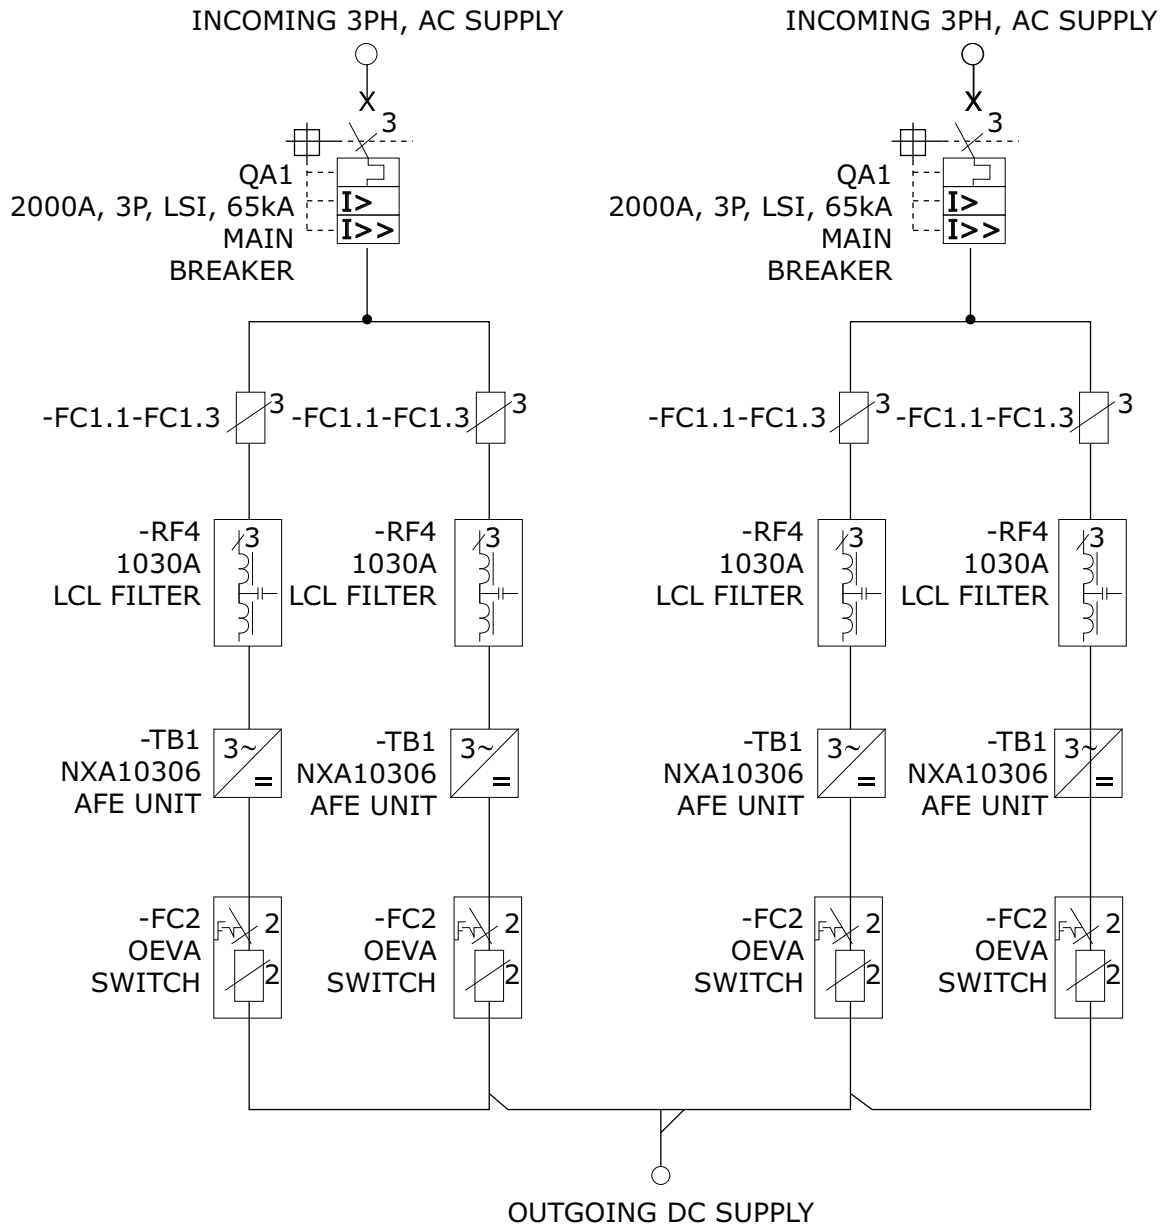 INCOMING 3PH, AC SUPPLY
INCOMING 3PH, AC SUPPLY
X
3
QA1
2000A, 3P, LSI, 65kA
MAIN
BREAKER
I>
I>>
X
3
QA1
2000A, 3P, LSI, 65kA
MAIN
BREAKER
I>
I>>
-FC1.1-FC1.3
3
-FC1.1-FC1.3
3
-FC1.1-FC1.3
3
-FC1.1-FC1.3
3
-RF4
1030A
LCL FILTER
3
-RF4
1030A
LCL FILTER
3
-RF4
1030A
LCL FILTER
3
-RF4
1030A
LCL FILTER
3
-TB1
NXA10306
AFE UNIT
3~
=
-TB1
NXA10306
AFE UNIT
3~
=
-TB1
NXA10306
AFE UNIT
3~
=
-TB1
NXA10306
AFE UNIT
3~
=
-FC2
OEVA
SWITCH
2
2
-FC2
OEVA
SWITCH
2
2
-FC2
OEVA
SWITCH
2
2
-FC2
OEVA
SWITCH
2
2
OUTGOING DC SUPPLY